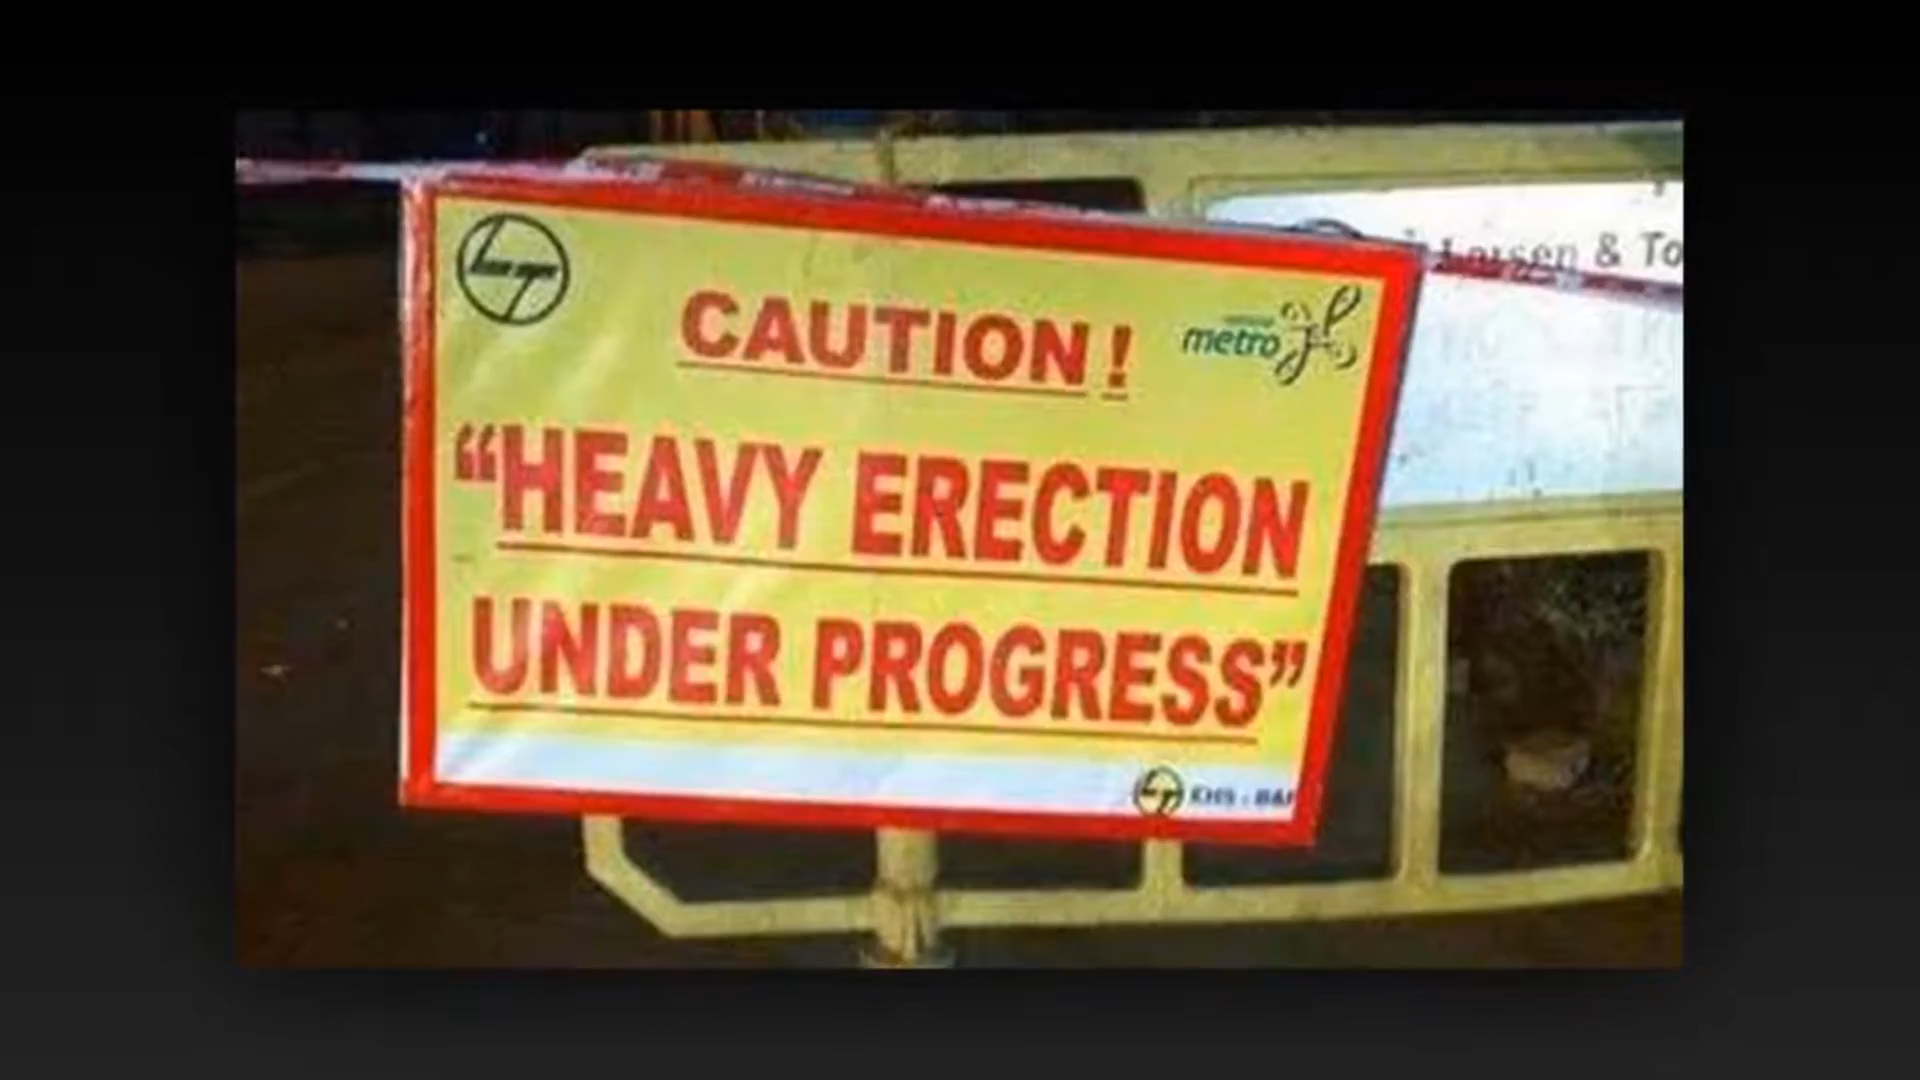 Larsen & To
CAUTION !
metro
“HEAVY ERECTION
UNDER PROGRESS”